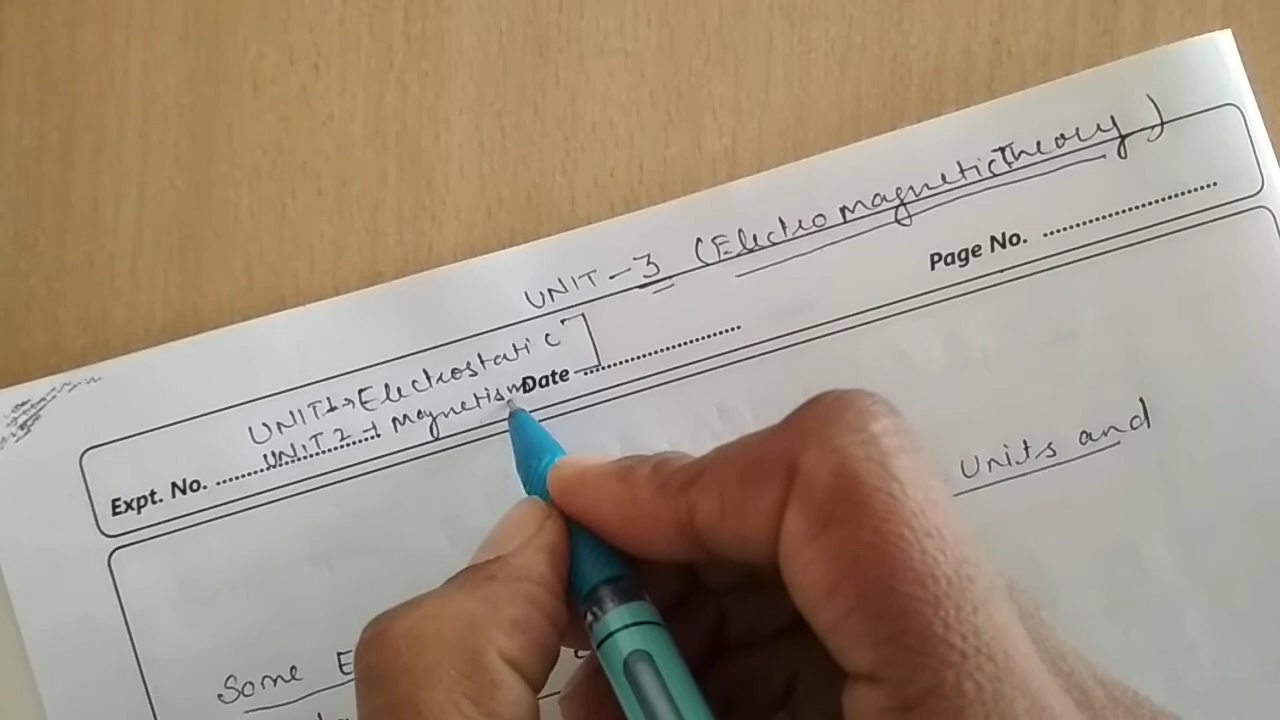 UNIT - 3 (Electromagnetic Theory)
UNIT 1 → Electrostatic
UNIT 2 → Magnetism
Expt. No. Date Page No.
Units and
Some